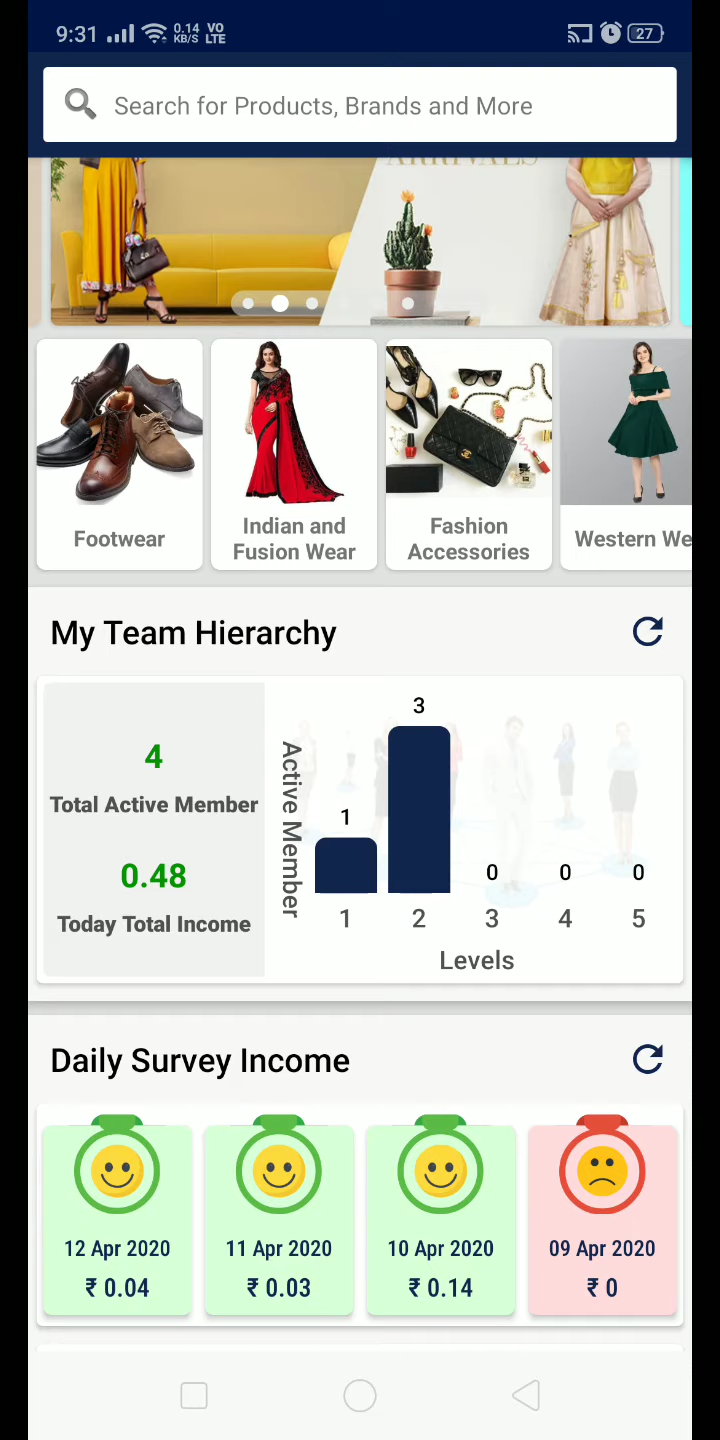 9:31
0.14
KB/S
VO
LTE
27
Search for Products, Brands and More
ARRIVALS
Footwear
Indian and
Fusion Wear
Fashion
Accessories
Western We
My Team Hierarchy
4
Total Active Member
0.48
Today Total Income
Active Member
3
1
0
0
0
1
2
3
4
5
Levels
Daily Survey Income
12 Apr 2020
11 Apr 2020
10 Apr 2020
09 Apr 2020
₹ 0.04
₹ 0.03
₹ 0.14
₹ 0